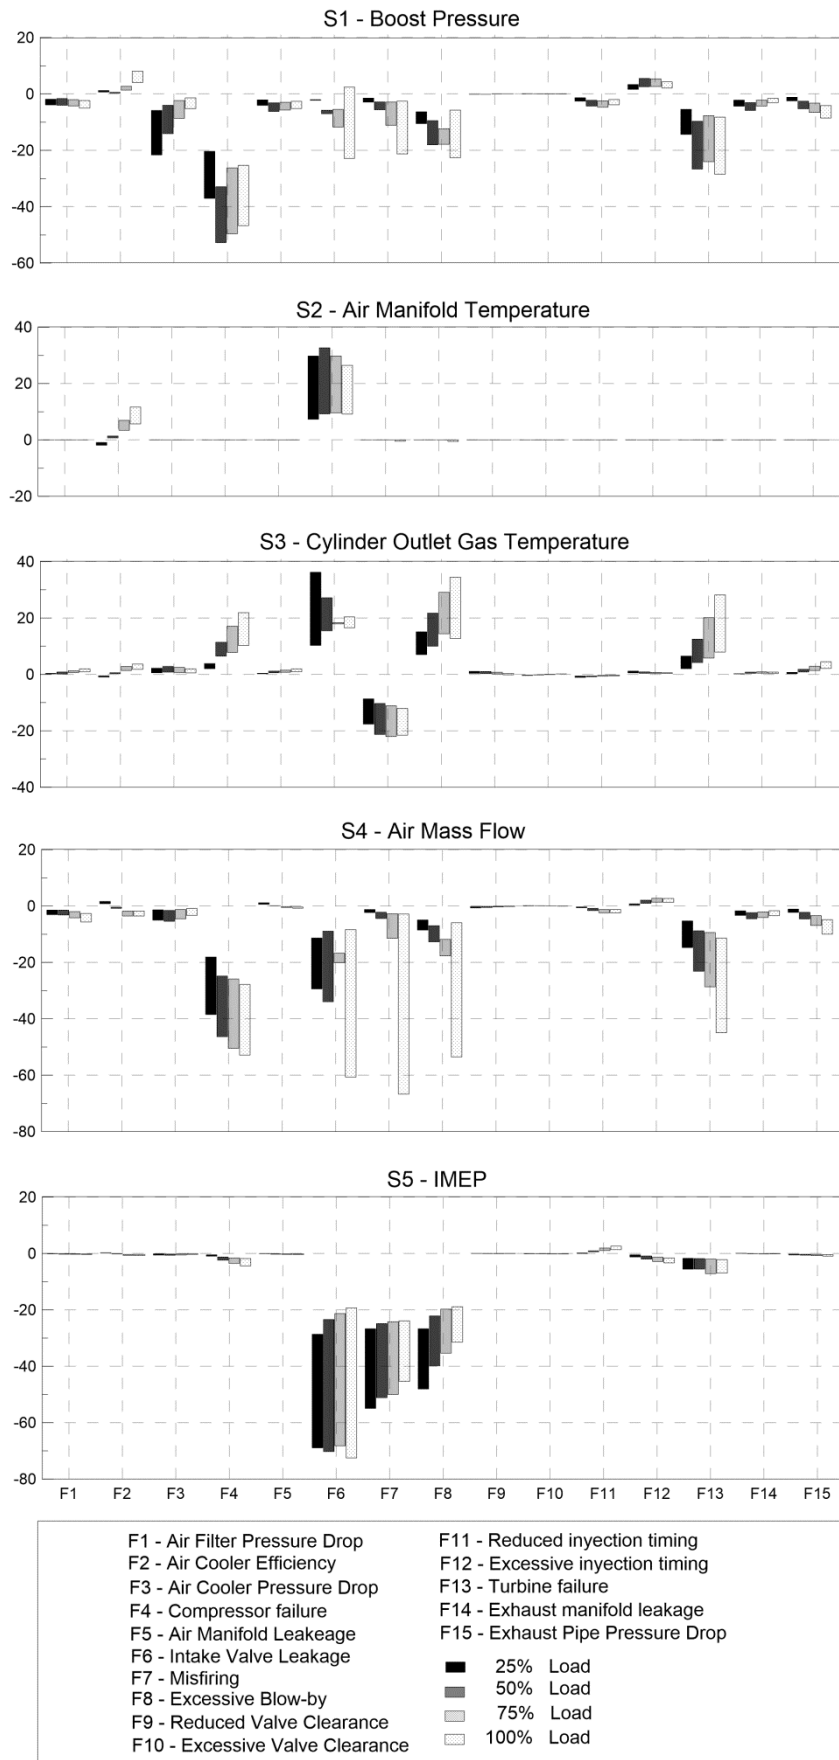 S1 - Boost Pressure
20
0
-20
-40
-60
S2 - Air Manifold Temperature
40
20
0
-20
S3 - Cylinder Outlet Gas Temperature
40
20
0
-20
-40
S4 - Air Mass Flow
20
0
-20
-40
-60
-80
S5 - IMEP
20
0
-20
-40
-60
-80
F1 F2 F3 F4 F5 F6 F7 F8 F9 F10 F11 F12 F13 F14 F15
F1 - Air Filter Pressure Drop
F2 - Air Cooler Efficiency
F3 - Air Cooler Pressure Drop
F4 - Compressor failure
F5 - Air Manifold Leakeage
F6 - Intake Valve Leakage
F7 - Misfiring
F8 - Excessive Blow-by
F9 - Reduced Valve Clearance
F10 - Excessive Valve Clearance
F11 - Reduced inyection timing
F12 - Excessive inyection timing
F13 - Turbine failure
F14 - Exhaust manifold leakage
F15 - Exhaust Pipe Pressure Drop
25% Load
50% Load
75% Load
100% Load